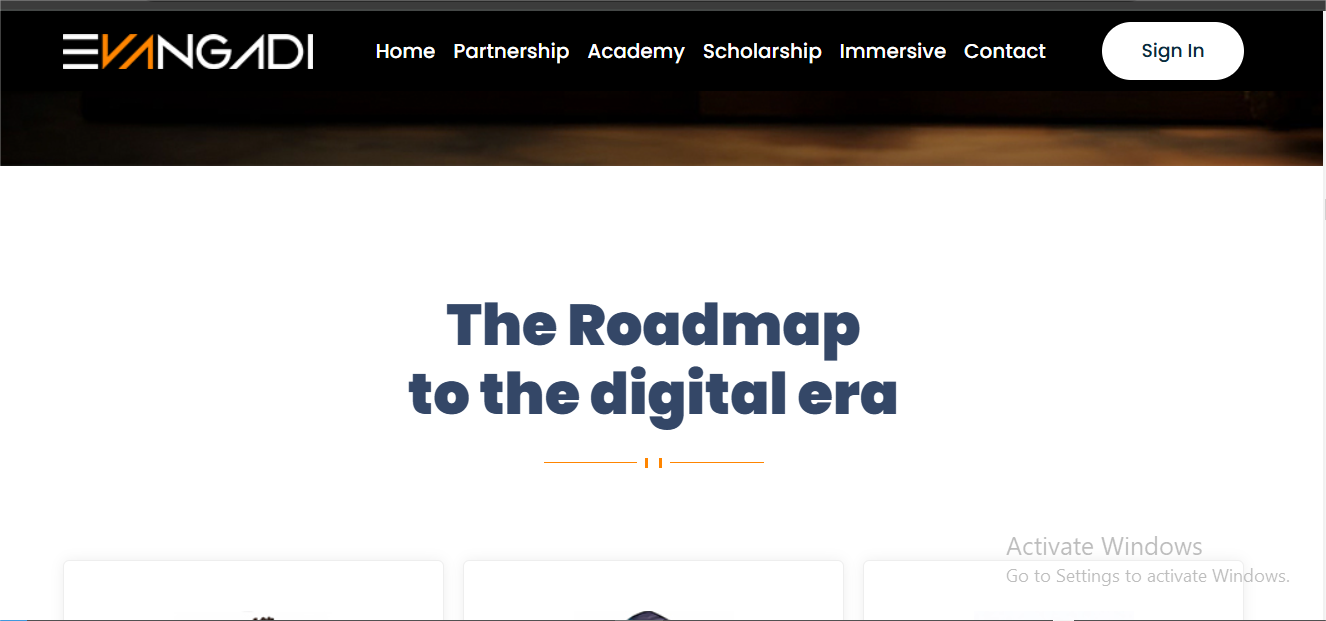 EVANGADI
Home Partnership Academy Scholarship Immersive Contact
Sign In
The Roadmap
to the digital era
Activate Windows
Go to Settings to activate Windows.